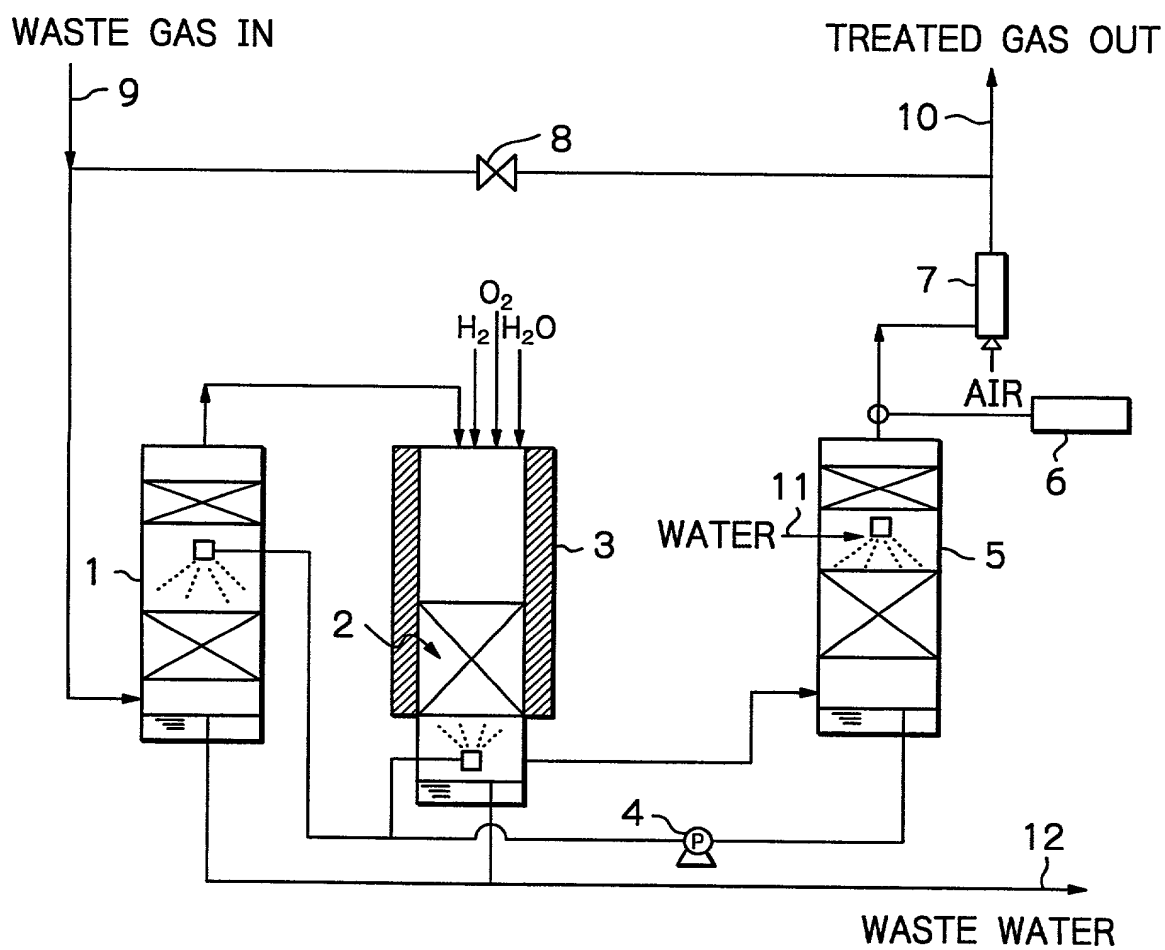 WASTE GAS IN
TREATED GAS OUT
9
10
8
7
O₂
H₂ H₂O
AIR
6
11
WATER
1
3
5
2
4
P
12
WASTE WATER